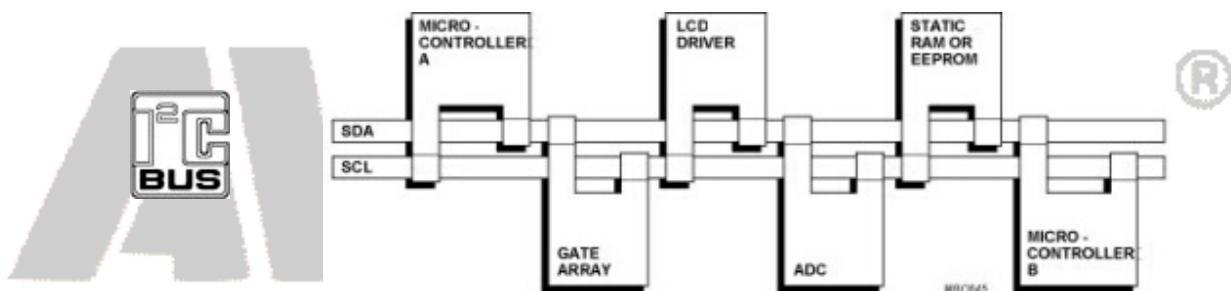 I²C
BUS
MICRO -
CONTROLLER
A
LCD
DRIVER
STATIC
RAM OR
EEPROM
®
SDA
SCL
GATE
ARRAY
ADC
MICRO -
CONTROLLER
B